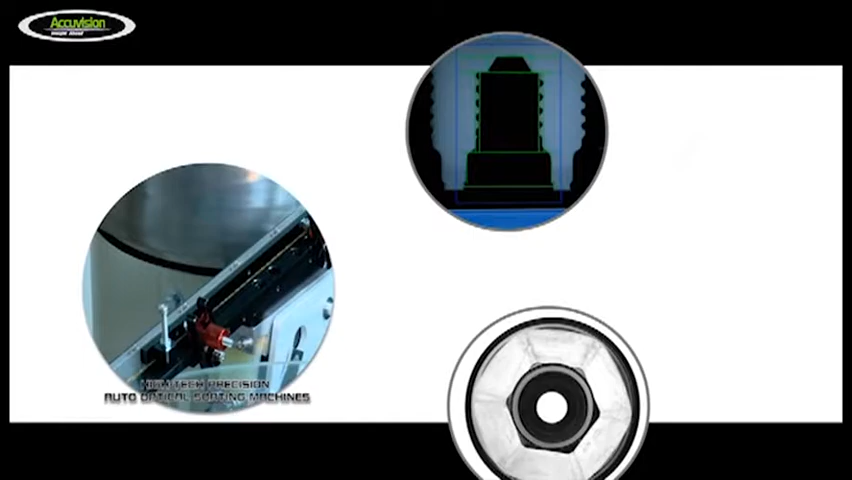 Accuvision
HIGH TECH PRECISION
AUTO OPTICAL SORTING MACHINES